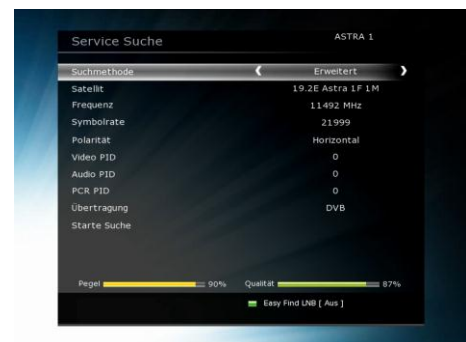 Service Suche ASTRA 1
Suchmethode Erweitert
Satellit 19.2E Astra 1F 1M
Frequenz 11492 MHz
Symbolrate 21999
Polarität Horizontal
Video PID 0
Audio PID 0
PCR PID 0
Übertragung DVB
Starte Suche
Pegel 90% Qualität 87%
Easy Find LNB [ Aus ]